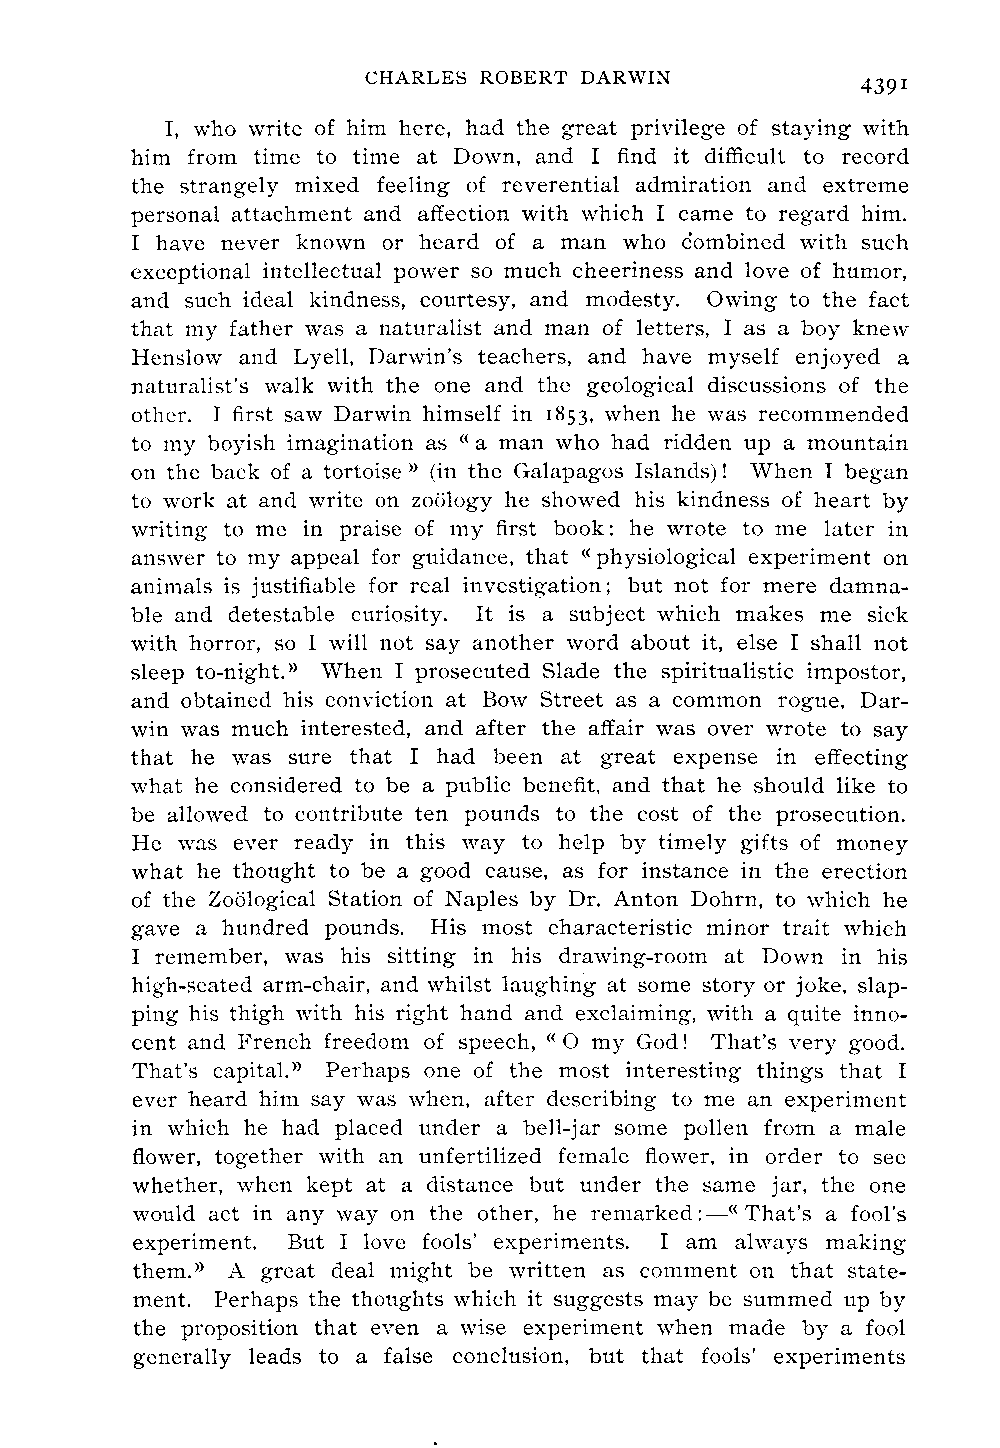 CHARLES ROBERT DARWIN 4391
I, who write of him here, had the great privilege of staying with
him from time to time at Down, and I find it difficult to record
the strangely mixed feeling of reverential admiration and extreme
personal attachment and affection with which I came to regard him.
I have never known or heard of a man who combined with such
exceptional intellectual power so much cheeriness and love of humor,
and such ideal kindness, courtesy, and modesty. Owing to the fact
that my father was a naturalist and man of letters, I as a boy knew
Henslow and Lyell, Darwin's teachers, and have myself enjoyed a
naturalist's walk with the one and the geological discussions of the
other. I first saw Darwin himself in 1853, when he was recommended
to my boyish imagination as « a man who had ridden up a mountain
on the back of a tortoise » (in the Galapagos Islands)! When I began
to work at and write on zoölogy he showed his kindness of heart by
writing to me in praise of my first book: he wrote to me later in
answer to my appeal for guidance, that « physiological experiment on
animals is justifiable for real investigation; but not for mere damna-
ble and detestable curiosity. It is a subject which makes me sick
with horror, so I will not say another word about it, else I shall not
sleep to-night.» When I prosecuted Slade the spiritualistic impostor,
and obtained his conviction at Bow Street as a common rogue, Dar-
win was much interested, and after the affair was over wrote to say
that he was sure that I had been at great expense in effecting
what he considered to be a public benefit, and that he should like to
be allowed to contribute ten pounds to the cost of the prosecution.
He was ever ready in this way to help by timely gifts of money
what he thought to be a good cause, as for instance in the erection
of the Zoölogical Station of Naples by Dr. Anton Dohrn, to which he
gave a hundred pounds. His most characteristic minor trait which
I remember, was his sitting in his drawing-room at Down in his
high-seated arm-chair, and whilst laughing at some story or joke, slap-
ping his thigh with his right hand and exclaiming, with a quite inno-
cent and French freedom of speech, « O my God! That's very good.
That's capital.» Perhaps one of the most interesting things that I
ever heard him say was when, after describing to me an experiment
in which he had placed under a bell-jar some pollen from a male
flower, together with an unfertilized female flower, in order to see
whether, when kept at a distance but under the same jar, the one
would act in any way on the other, he remarked:—« That's a fool's
experiment. But I love fools' experiments. I am always making
them.» A great deal might be written as comment on that state-
ment. Perhaps the thoughts which it suggests may be summed up by
the proposition that even a wise experiment when made by a fool
generally leads to a false conclusion, but that fools' experiments